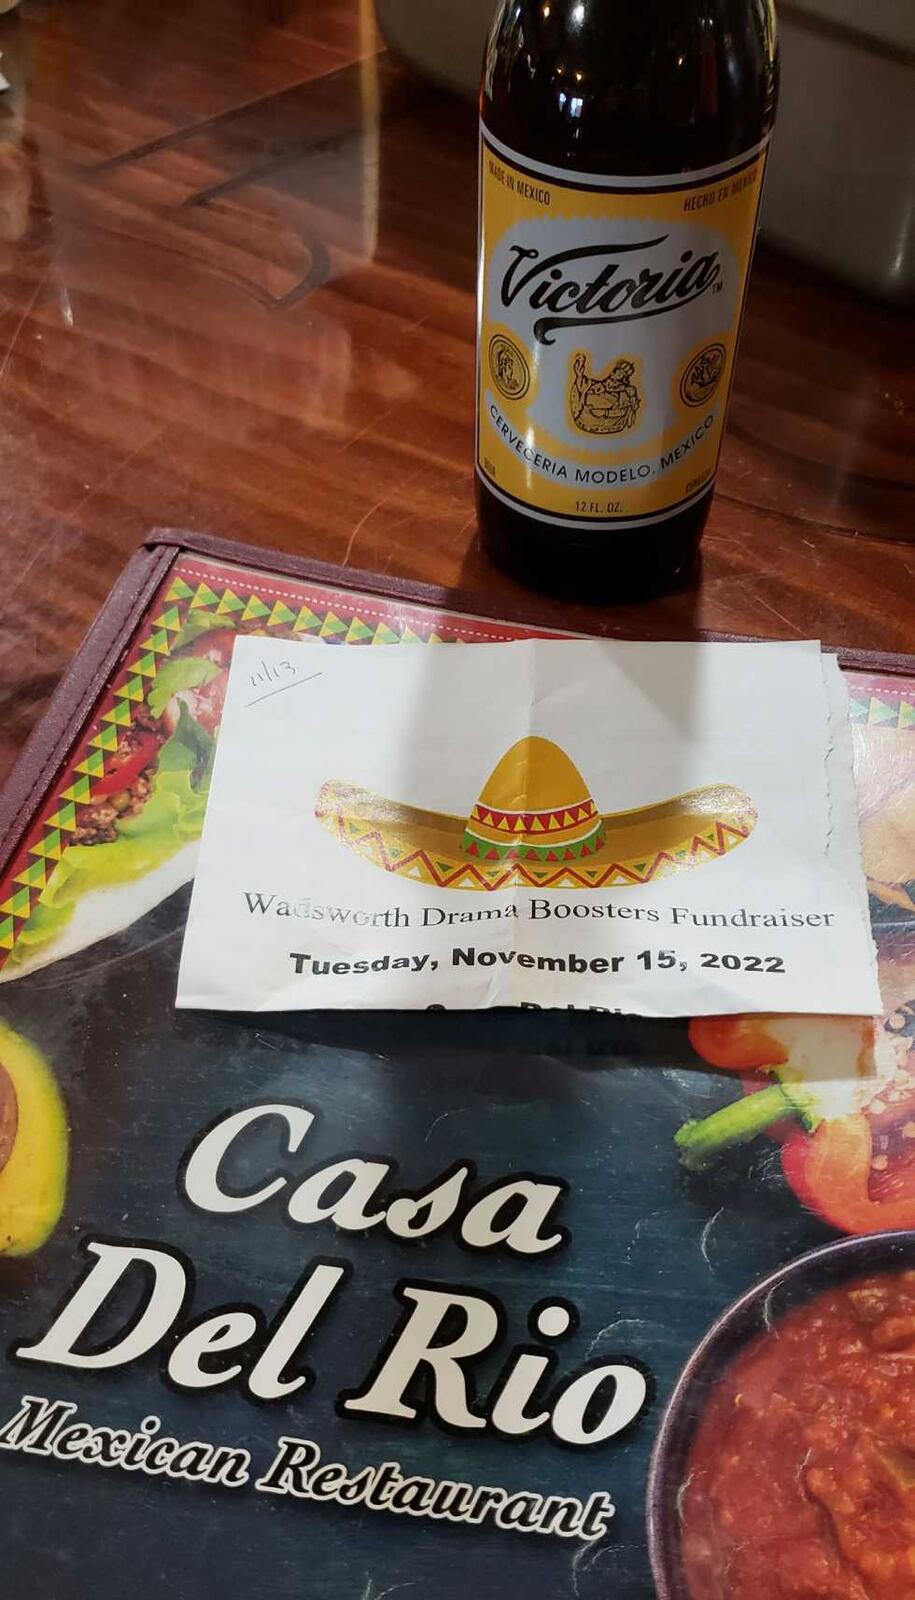 MADE IN MEXICO
HECHO EN MEXICO
Victoria™
CERVECERIA MODELO, MEXICO
12 FL. OZ.
11/13
Wadsworth Drama Boosters Fundraiser
Tuesday, November 15, 2022
Casa
Del Rio
Mexican Restaurant